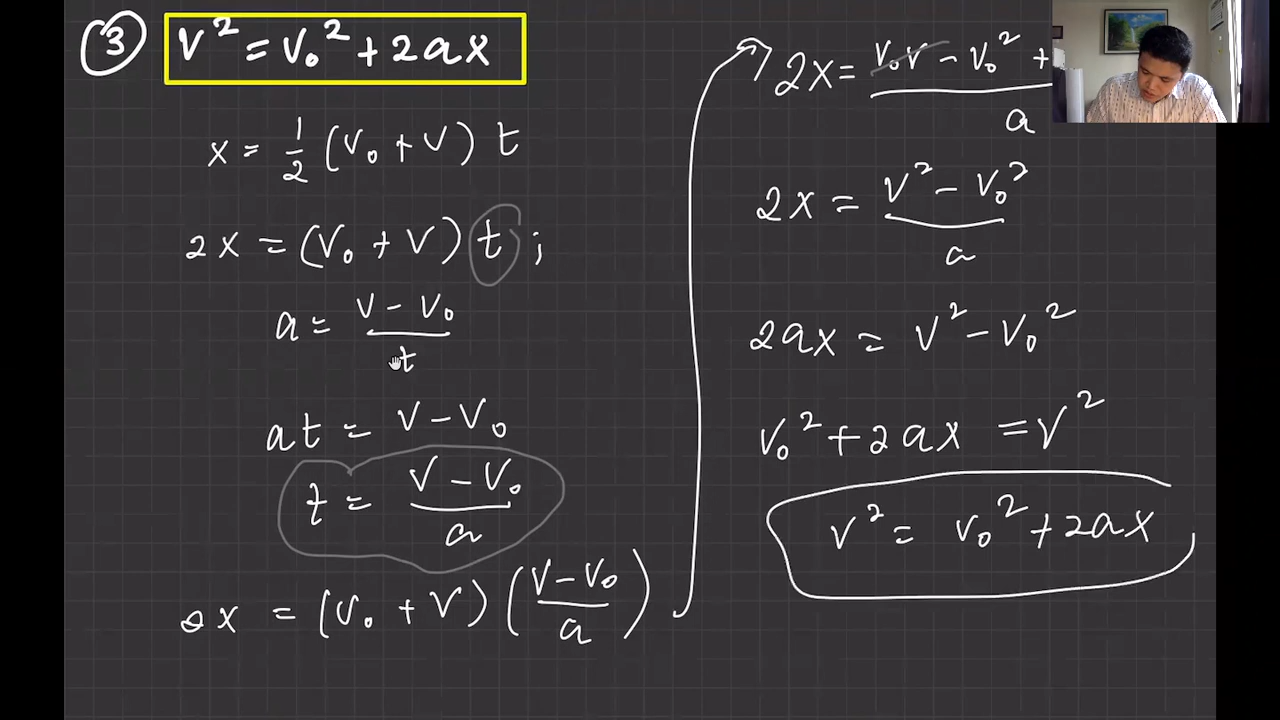 ③ V² = V₀² + 2ax
x = 1/2 (V₀ + V) t
2x = (V₀ + V) t ;
a = (V - V₀)/t
at = V - V₀
t = (V - V₀)/a
2x = (V₀ + V) ((V - V₀)/a)
2x = (V₀V - V₀² +)/a
2x = (V² - V₀²)/a
2ax = V² - V₀²
V₀² + 2ax = V²
V² = V₀² + 2ax